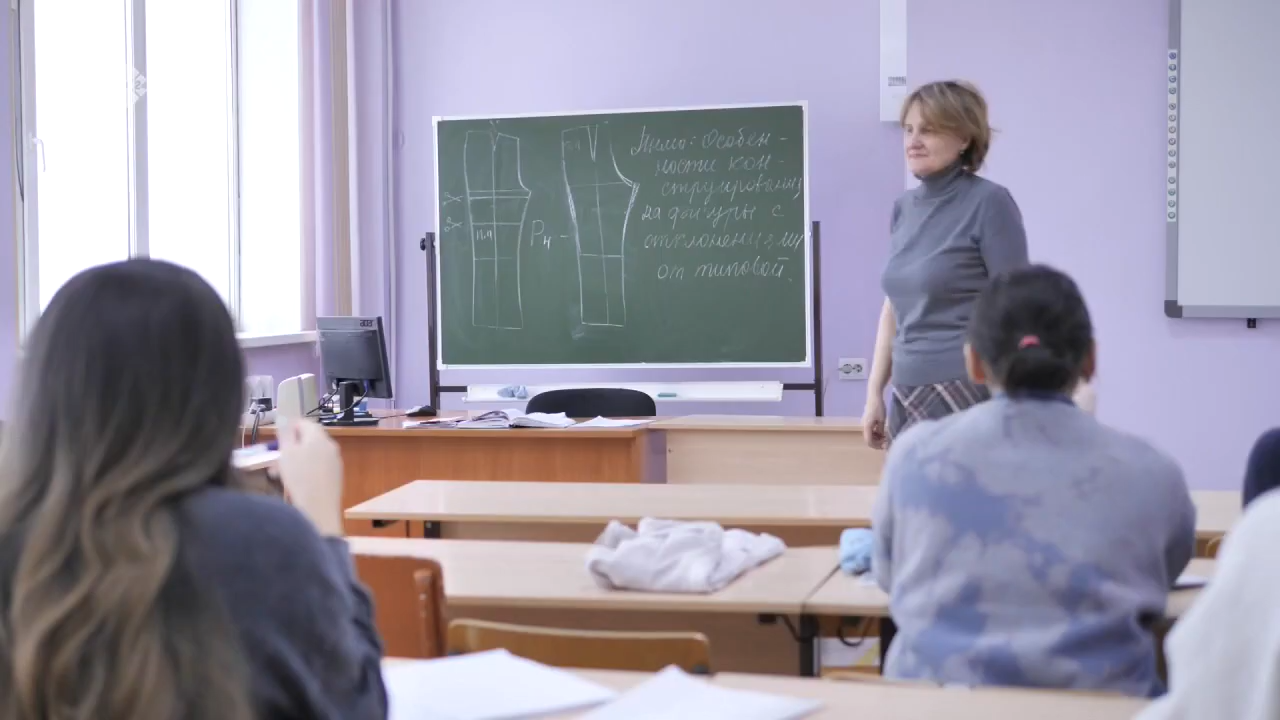 Тема: Особен-
ности кон-
струирования
на фигуры с
отклонениями
от типовой.
Рн -
acer